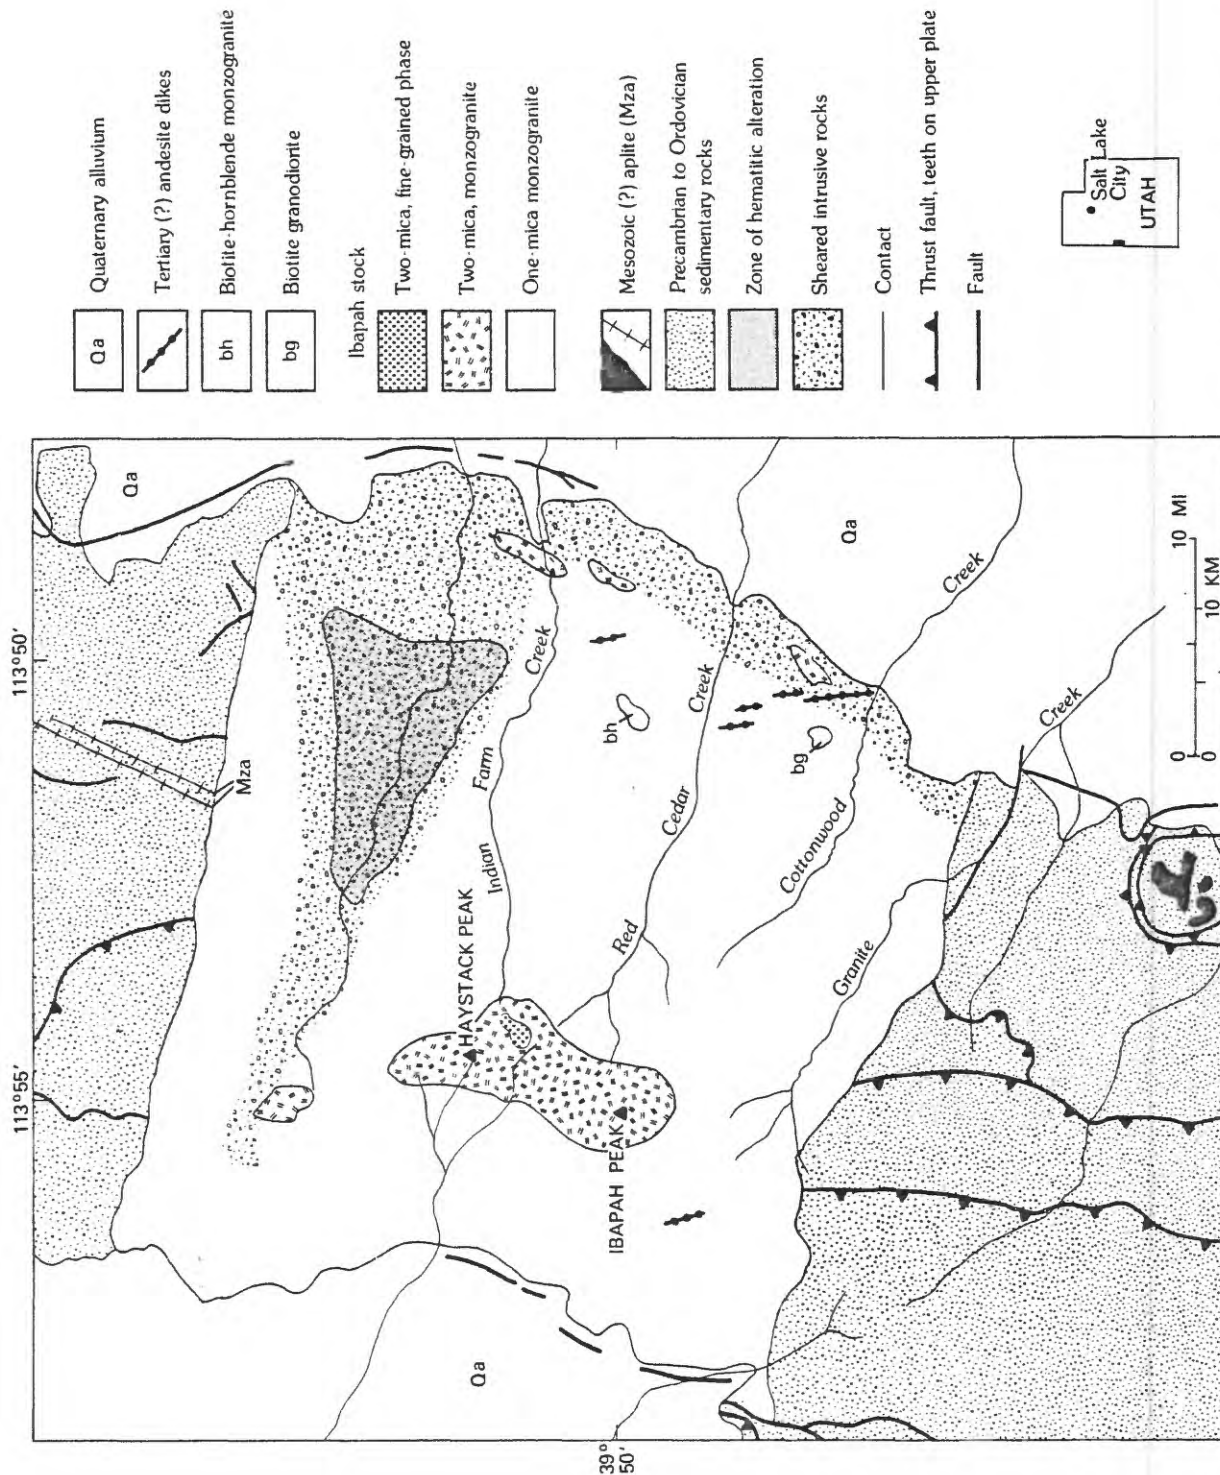 Qa Quaternary alluvium
Tertiary (?) andesite dikes
bh Biotite-hornblende monzogranite
bg Biotite granodiorite
Ibapah stock
Two-mica, fine-grained phase
Two-mica, monzogranite
One-mica monzogranite
Mesozoic (?) aplite (Mza)
Precambrian to Ordovician
sedimentary rocks
Zone of hematitic alteration
Sheared intrusive rocks
Contact
Thrust fault, teeth on upper plate
Fault
Salt Lake
City
UTAH
113°55'
113°50'
39°
50'
Qa
Mza
HAYSTACK PEAK
Indian Farm Creek
IBAPAH PEAK
bh
Red Cedar Creek
bg
Cottonwood Creek
Granite Creek
Qa
Qa
0 10 MI
0 10 KM